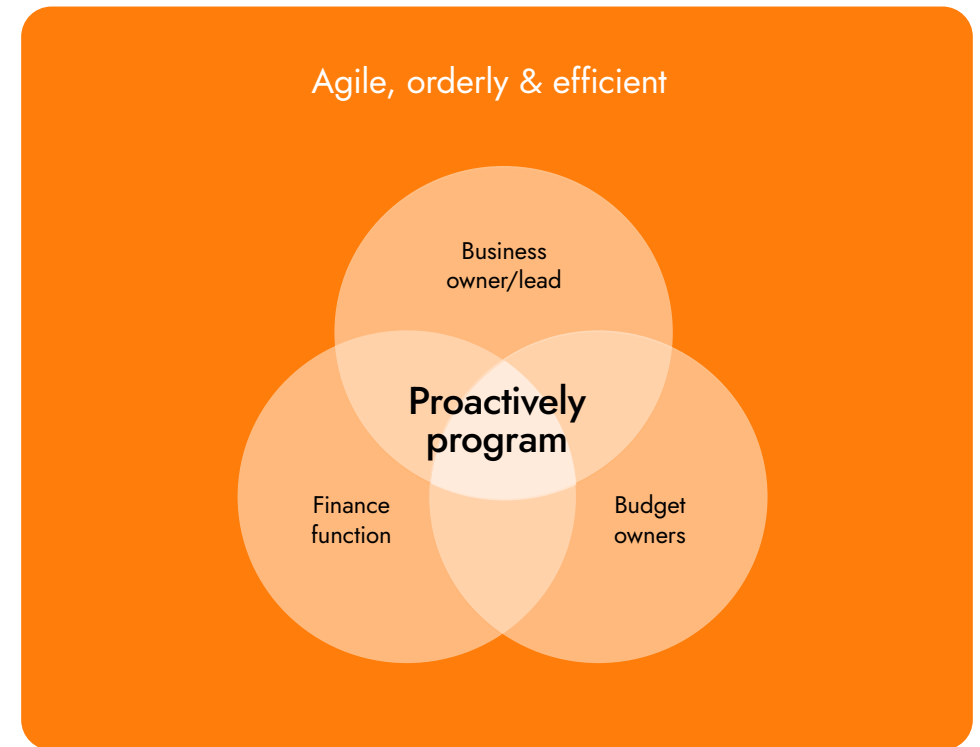 Agile, orderly & efficient
Business
owner/lead
Proactively
program
Finance
function
Budget
owners